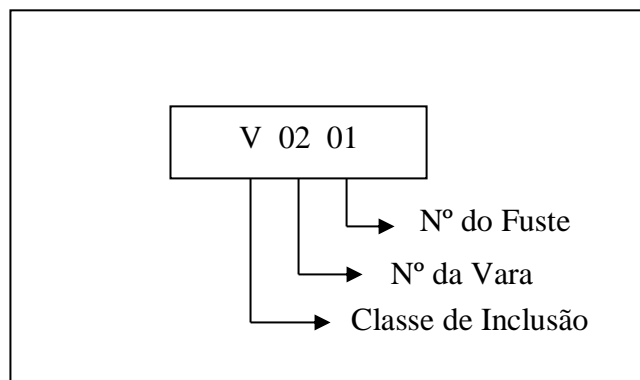 V 02 01
Nº do Fuste
Nº da Vara
Classe de Inclusão